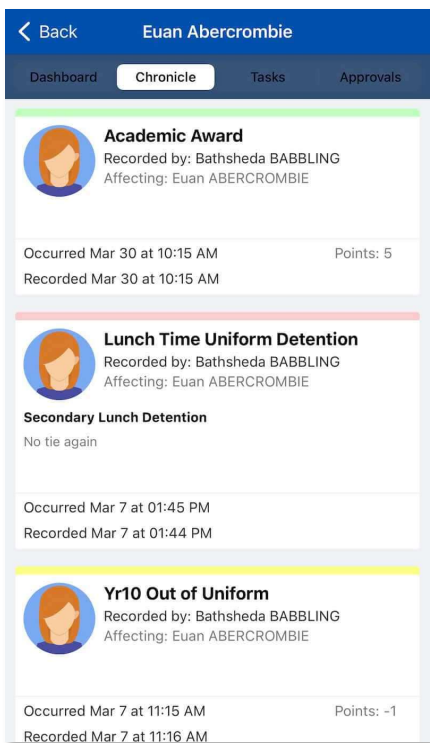 Back
Euan Abercrombie
Dashboard
Chronicle
Tasks
Approvals
Academic Award
Recorded by: Bathsheda BABBLING
Affecting: Euan ABERCROMBIE
Occurred Mar 30 at 10:15 AM
Points: 5
Recorded Mar 30 at 10:15 AM
Lunch Time Uniform Detention
Recorded by: Bathsheda BABBLING
Affecting: Euan ABERCROMBIE
Secondary Lunch Detention
No tie again
Occurred Mar 7 at 01:45 PM
Recorded Mar 7 at 01:44 PM
Yr10 Out of Uniform
Recorded by: Bathsheda BABBLING
Affecting: Euan ABERCROMBIE
Occurred Mar 7 at 11:15 AM
Points: -1
Recorded Mar 7 at 11:16 AM